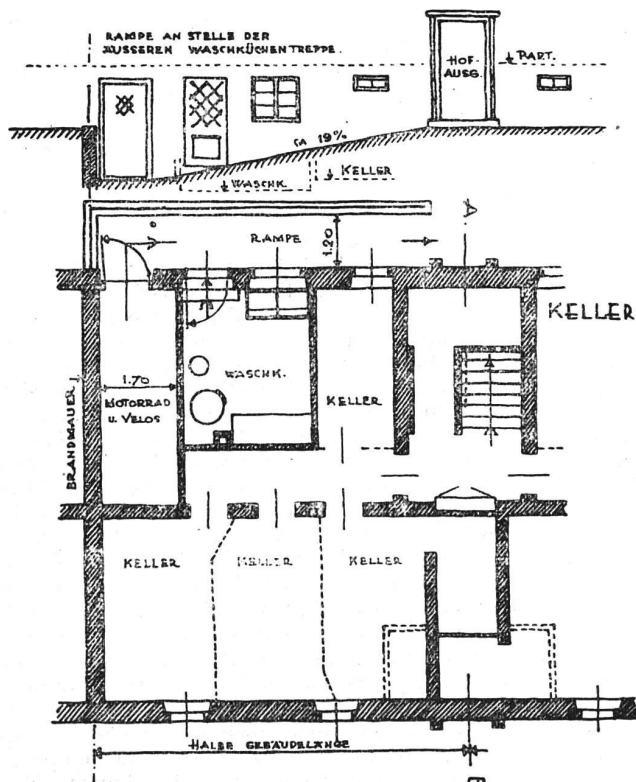 RAMPE AN STELLE DER
ÄUSSEREN WASCHKÜCHENTREPPE.
HOF-
AUSG.
PART.
CA 19%
WASCHK.
KELLER
RAMPE
1.20
A
KELLER
BRANDMAUER
1.70
MOTORRAD
U. VELOS
WASCHK.
KELLER
KELLER
KELLER
KELLER
HALBE GEBÄUDELÄNGE